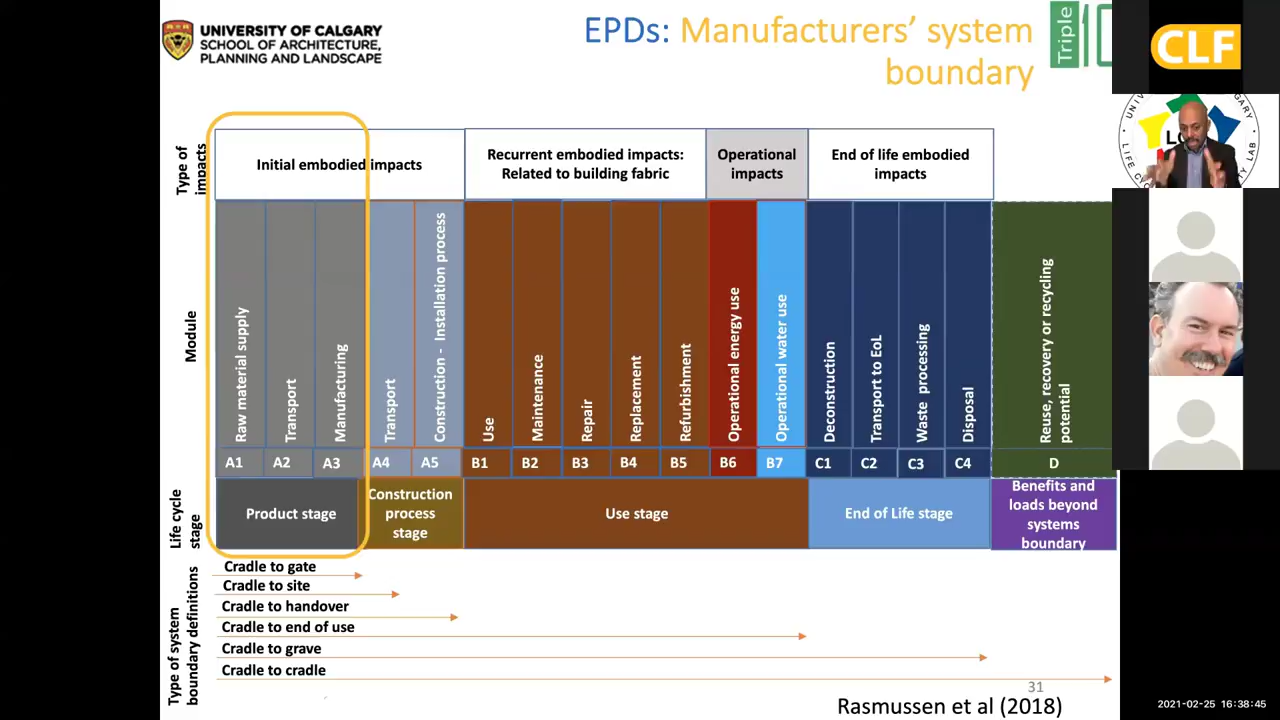 UNIVERSITY OF CALGARY
SCHOOL OF ARCHITECTURE,
PLANNING AND LANDSCAPE
EPDs: Manufacturers' system
boundary
Triple
CLF
Type of
impacts
Initial embodied impacts
Recurrent embodied impacts:
Related to building fabric
Operational
impacts
End of life embodied
impacts
Module
Raw material supply
Transport
Manufacturing
Transport
Construction - Installation process
Use
Maintenance
Repair
Replacement
Refurbishment
Operational energy use
Operational water use
Deconstruction
Transport to EoL
Waste processing
Disposal
Reuse, recovery or recycling
potential
A1
A2
A3
A4
A5
B1
B2
B3
B4
B5
B6
B7
C1
C2
C3
C4
D
Life cycle
stage
Product stage
Construction
process
stage
Use stage
End of Life stage
Benefits and
loads beyond
systems
boundary
Type of system
boundary definitions
Cradle to gate
Cradle to site
Cradle to handover
Cradle to end of use
Cradle to grave
Cradle to cradle
31
Rasmussen et al (2018)
2021-02-25 16:38:45